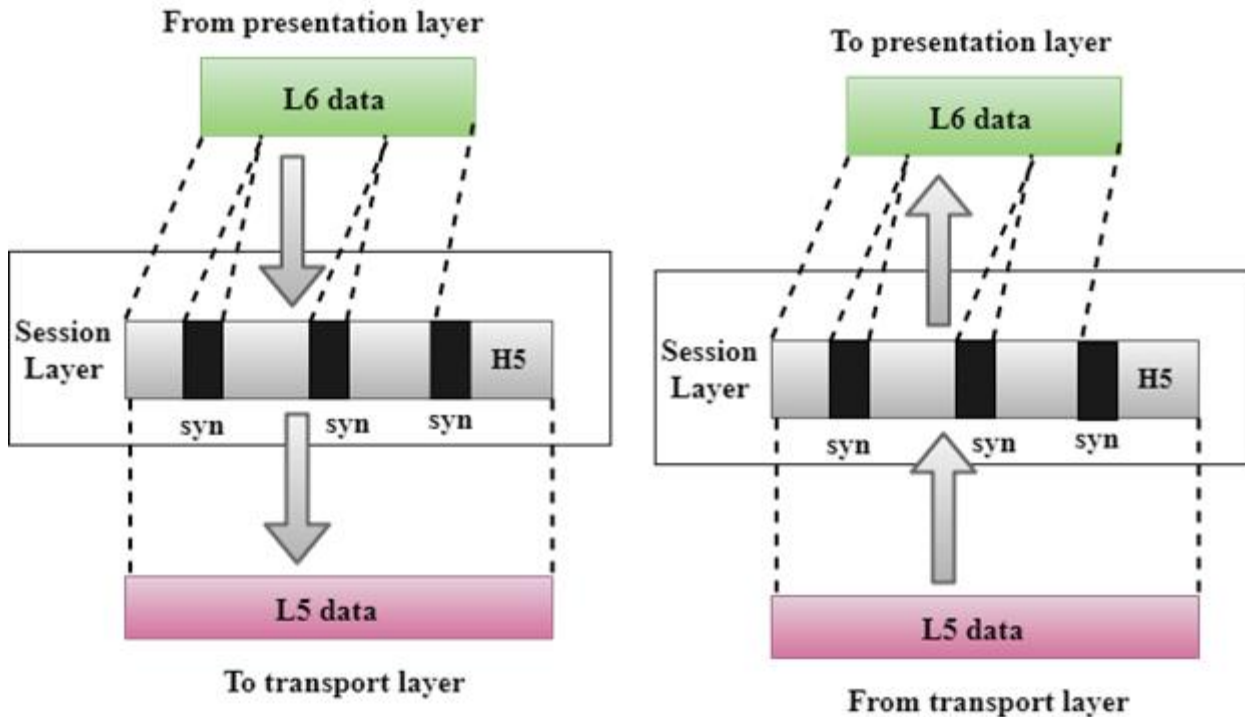 From presentation layer
L6 data
Session
Layer
H5
syn
syn
syn
L5 data
To transport layer
To presentation layer
L6 data
Session
Layer
H5
syn
syn
syn
L5 data
From transport layer